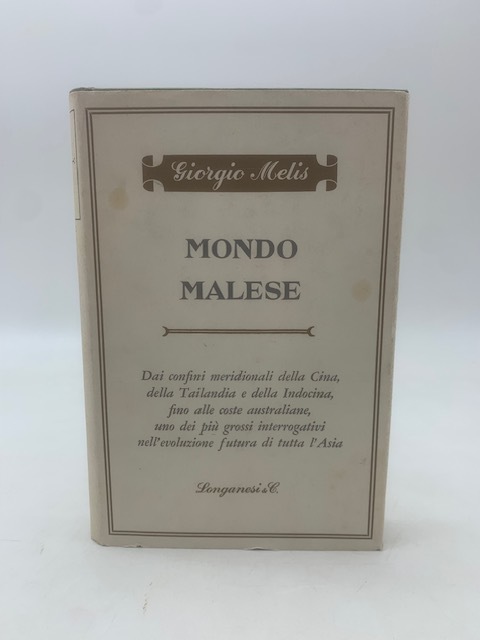 Giorgio Melis
MONDO
MALESE
Dai confini meridionali della Cina,
della Tailandia e della Indocina,
fino alle coste australiane,
uno dei più grossi interrogativi
nell'evoluzione futura di tutta l'Asia
Longanesi & C.